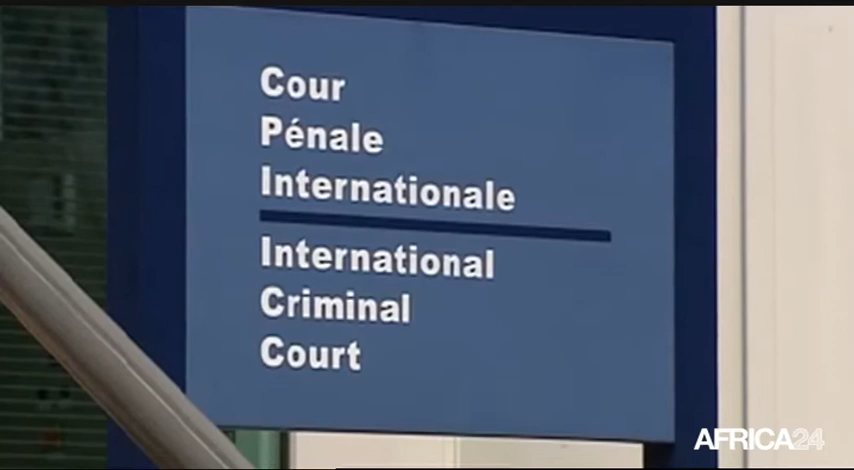 Cour
Pénale
Internationale
International
Criminal
Court
AFRICA24